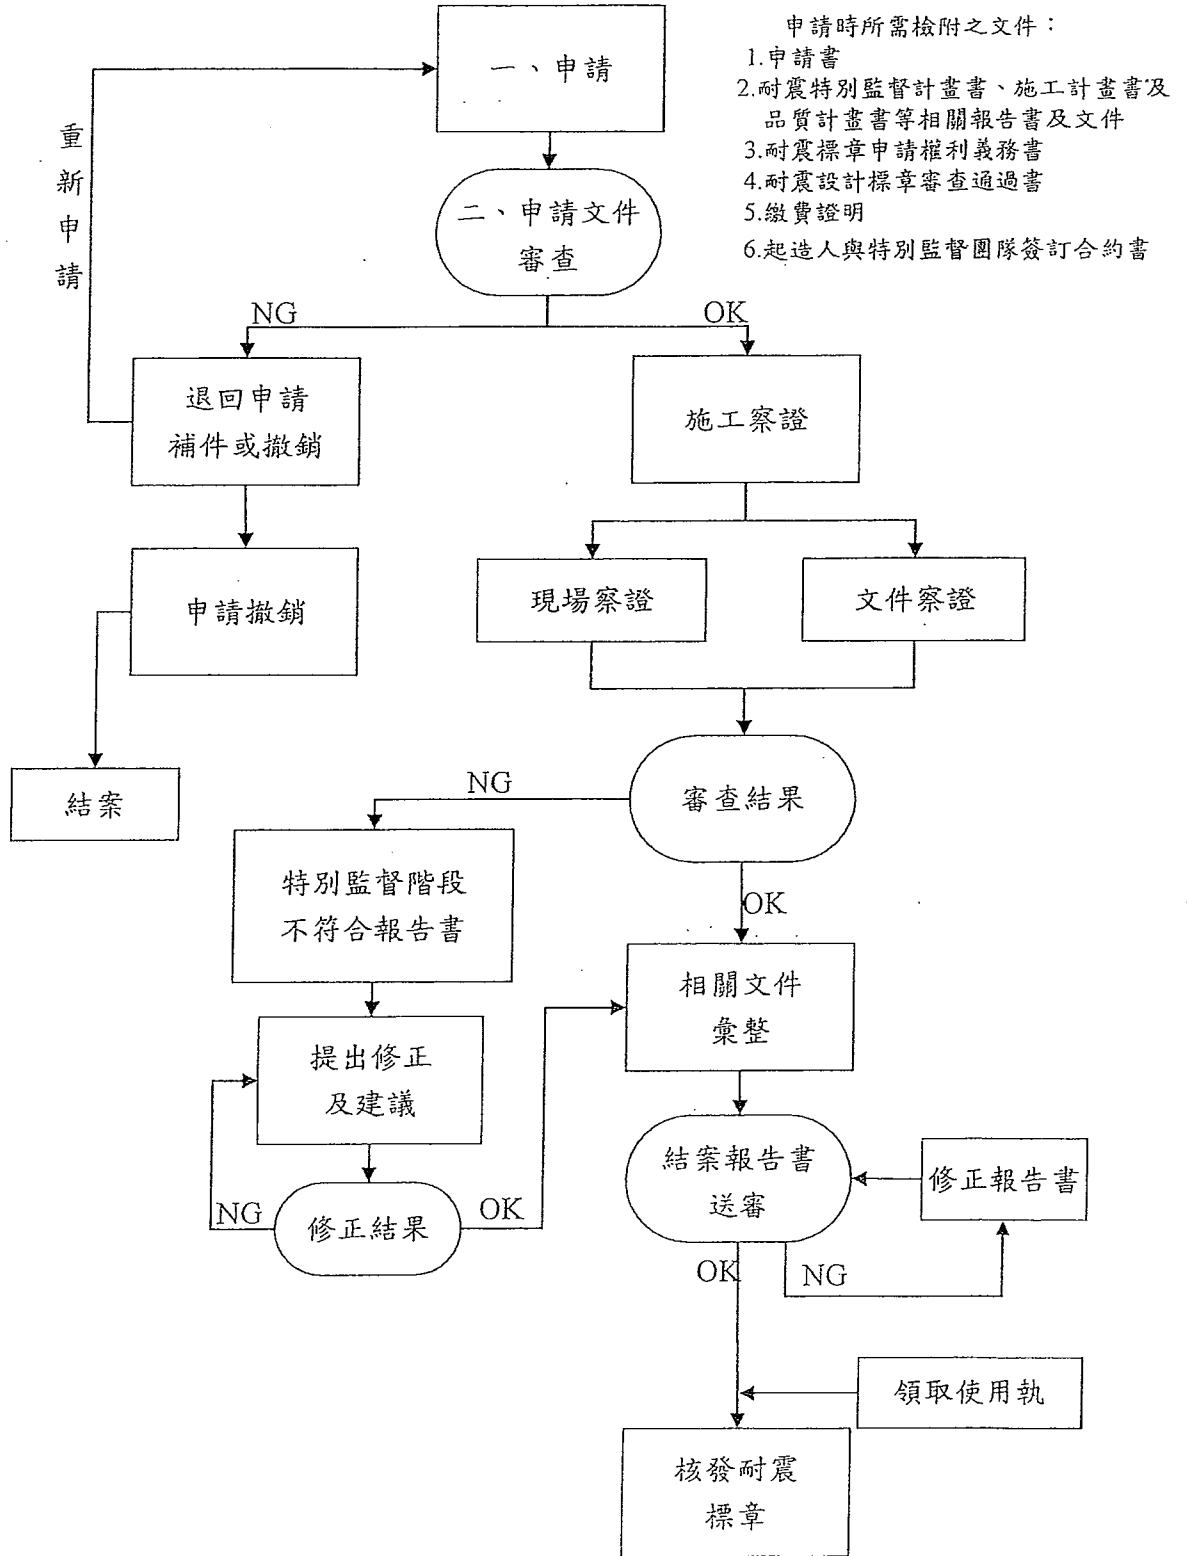 申請時所需檢附之文件：
1.申請書
2.耐震特別監督計畫書、施工計畫書及
品質計畫書等相關報告書及文件
3.耐震標章申請權利義務書
4.耐震設計標章審查通過書
5.繳費證明
6.起造人與特別監督團隊簽訂合約書
一、申請
重新申請
二、申請文件
審查
NG
OK
退回申請
補件或撤銷
施工察證
申請撤銷
現場察證
文件察證
結案
NG
審查結果
OK
特別監督階段
不符合報告書
相關文件
彙整
提出修正
及建議
結案報告書
送審
修正報告書
NG
修正結果
OK
OK
NG
領取使用執
核發耐震
標章